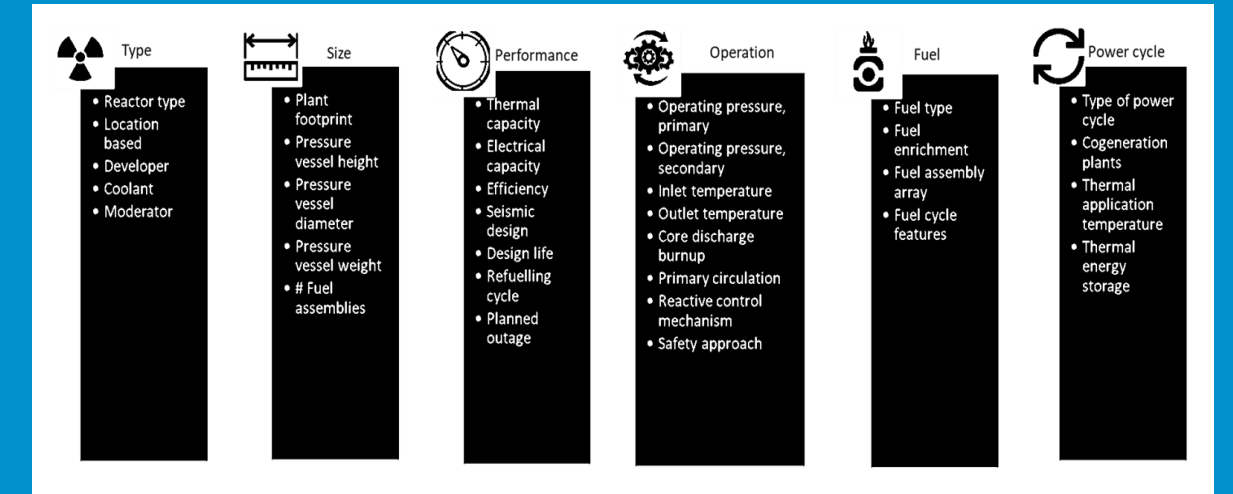 Type
• Reactor type
• Location
based
• Developer
• Coolant
• Moderator
Size
• Plant
footprint
• Pressure
vessel height
• Pressure
vessel
diameter
• Pressure
vessel weight
• # Fuel
assemblies
Performance
• Thermal
capacity
• Electrical
capacity
• Efficiency
• Seismic
design
• Design life
• Refuelling
cycle
• Planned
outage
Operation
• Operating pressure,
primary
• Operating pressure,
secondary
• Inlet temperature
• Outlet temperature
• Core discharge
burnup
• Primary circulation
• Reactive control
mechanism
• Safety approach
Fuel
• Fuel type
• Fuel
enrichment
• Fuel assembly
array
• Fuel cycle
features
Power cycle
• Type of power
cycle
• Cogeneration
plants
• Thermal
application
temperature
• Thermal
energy
storage